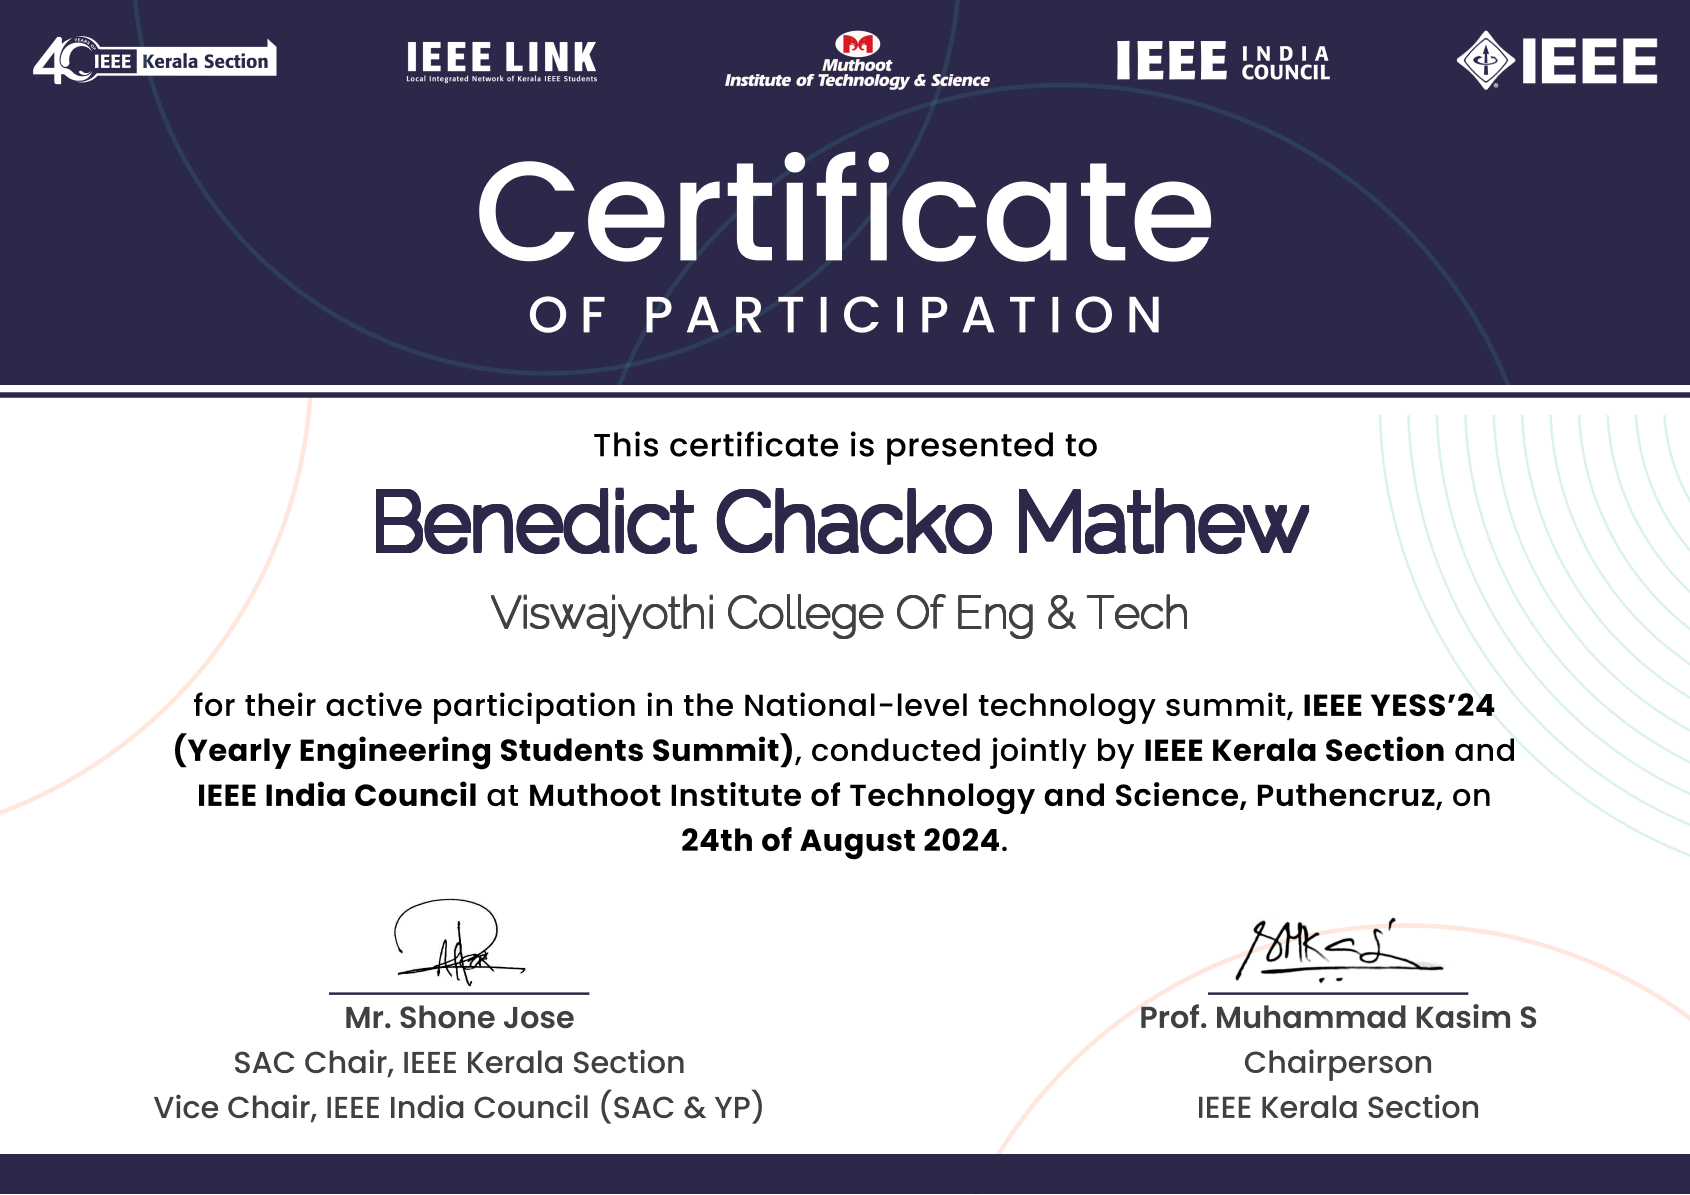 40 YEARS OF IEEE Kerala Section
IEEE LINK
Local Integrated Network of Kerala IEEE Students
Muthoot
Institute of Technology & Science
IEEE INDIA
COUNCIL
IEEE
Certificate
OF PARTICIPATION
This certificate is presented to
Benedict Chacko Mathew
Viswajyothi College Of Eng & Tech
for their active participation in the National-level technology summit, IEEE YESS’24
(Yearly Engineering Students Summit), conducted jointly by IEEE Kerala Section and
IEEE India Council at Muthoot Institute of Technology and Science, Puthencruz, on
24th of August 2024.
Mr. Shone Jose
SAC Chair, IEEE Kerala Section
Vice Chair, IEEE India Council (SAC & YP)
Prof. Muhammad Kasim S
Chairperson
IEEE Kerala Section